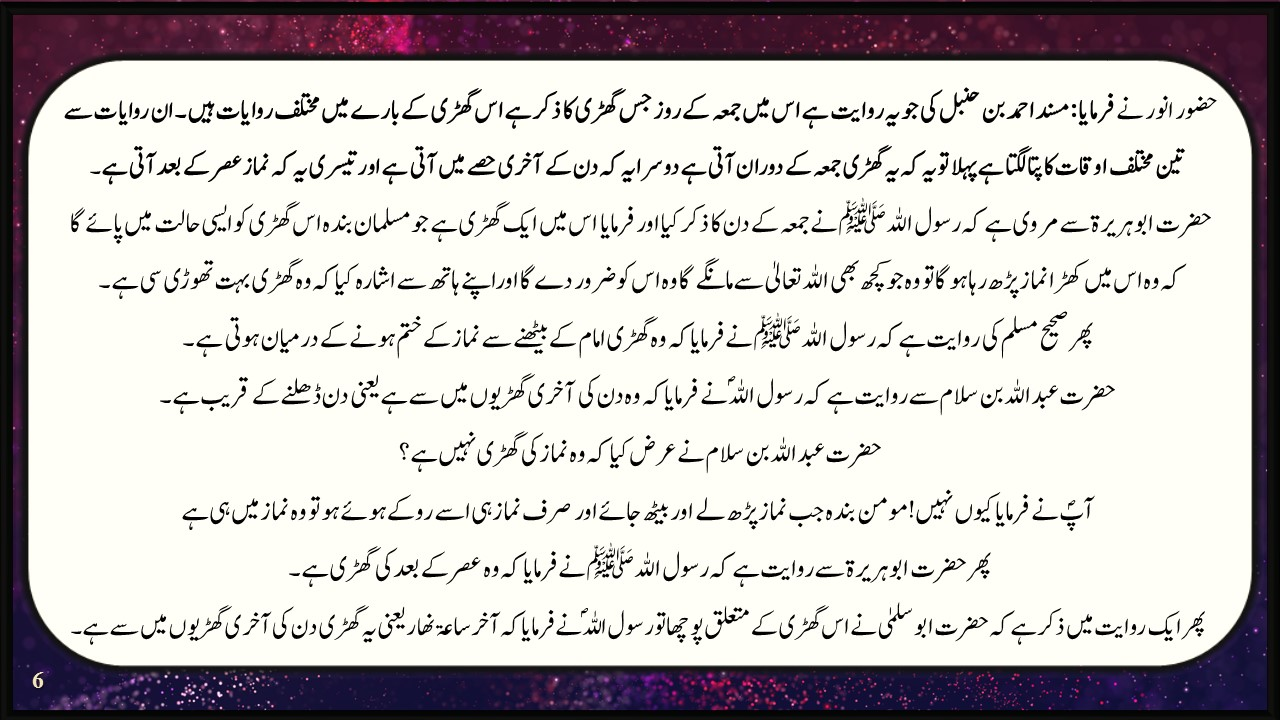 حضور انور نے فرمایا: مسند احمد بن حنبل کی جو یہ روایت ہے اس میں جمعہ کے روز جس گھڑی کا ذکر ہے اس گھڑی کے بارے میں مختلف روایات ہیں۔ ان روایات سے
تین مختلف اوقات کا پتا لگتا ہے پہلا تو یہ کہ یہ گھڑی جمعہ کے دوران آتی ہے دوسرا یہ کہ دن کے آخری حصے میں آتی ہے اور تیسری یہ کہ نماز عصر کے بعد آتی ہے۔
حضرت ابوہریرۃ سے مروی ہے کہ رسول اللہ ﷺ نے جمعہ کے دن کا ذکر کیا اور فرمایا اس میں ایک گھڑی ہے جو مسلمان بندہ اس گھڑی کو ایسی حالت میں پائے گا
کہ وہ اس میں کھڑا نماز پڑھ رہا ہو گا تو وہ جو کچھ بھی اللہ تعالیٰ سے مانگے گا وہ اس کو ضرور دے گا اور اپنے ہاتھ سے اشارہ کیا کہ وہ گھڑی بہت تھوڑی سی ہے۔
پھر صحیح مسلم کی روایت ہے کہ رسول اللہ ﷺ نے فرمایا کہ وہ گھڑی امام کے بیٹھنے سے نماز کے ختم ہونے کے درمیان ہوتی ہے۔
حضرت عبد اللہ بن سلام سے روایت ہے کہ رسول اللہؐ نے فرمایا کہ وہ دن کی آخری گھڑیوں میں سے ہے یعنی دن ڈھلنے کے قریب ہے۔
حضرت عبد اللہ بن سلام نے عرض کیا کہ وہ نماز کی گھڑی نہیں ہے؟
آپؐ نے فرمایا کیوں نہیں! مومن بندہ جب نماز پڑھ لے اور بیٹھ جائے اور صرف نماز ہی اسے روکے ہوئے ہو تو وہ نماز میں ہی ہے
پھر حضرت ابوہریرۃ سے روایت ہے کہ رسول اللہ ﷺ نے فرمایا کہ وہ عصر کے بعد کی گھڑی ہے۔
پھر ایک روایت میں ذکر ہے کہ حضرت ابو سلمٰی نے اس گھڑی کے متعلق پوچھا تو رسول اللہؐ نے فرمایا کہ آخر ساعۃ نھار یعنی یہ گھڑی دن کی آخری گھڑیوں میں سے ہے۔
6